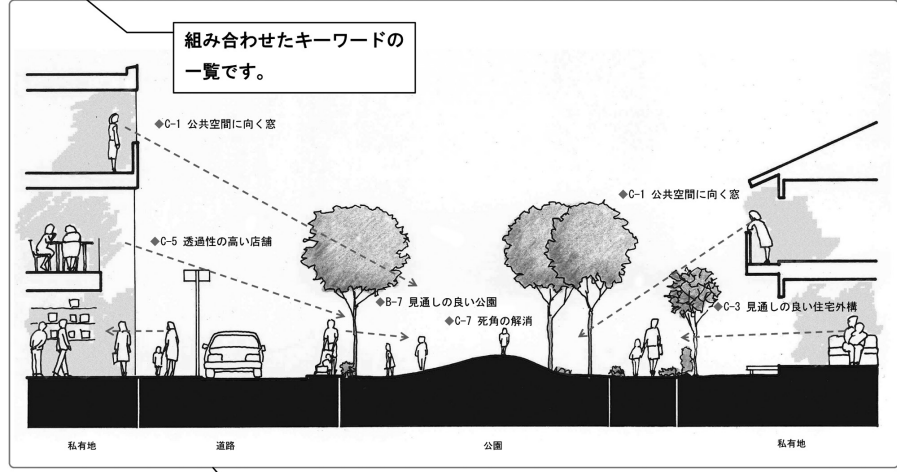 組み合わせたキーワードの
一覧です。
◆C-1 公共空間に向く窓
◆C-1 公共空間に向く窓
◆C-5 透過性の高い店舗
◆B-7 見通しの良い公園
◆C-3 見通しの良い住宅外構
◆C-7 死角の解消
私有地
道路
公園
私有地